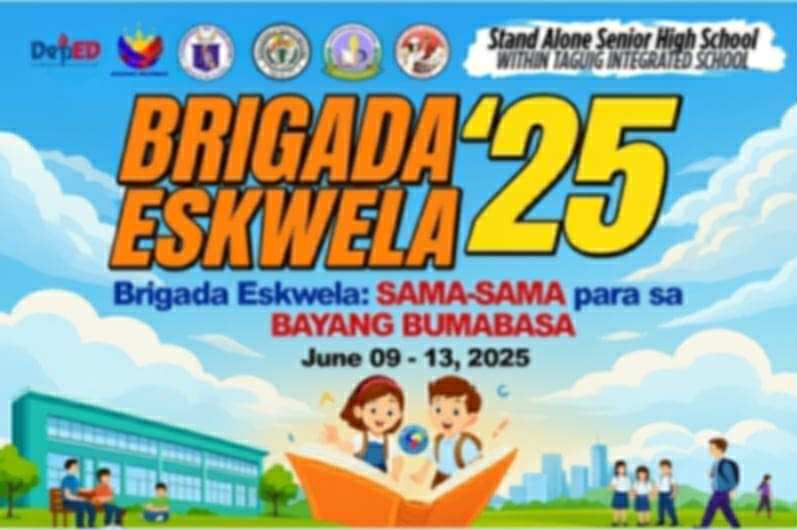 DepED
Stand Alone Senior High School
WITHIN TAGUIG INTEGRATED SCHOOL
BRIGADA
ESKWELA
'25
Brigada Eskwela: SAMA-SAMA para sa
BAYANG BUMABASA
June 09 - 13, 2025